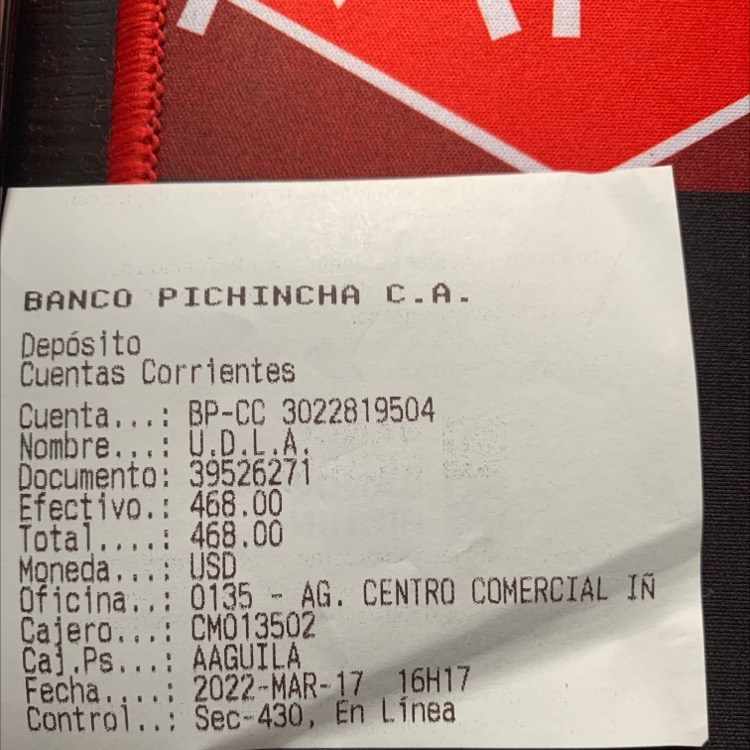 BANCO PICHINCHA C.A.
Depósito
Cuentas Corrientes
Cuenta...: BP-CC 3022819504
Nombre...: U.D.L.A.
Documento: 39526271
Efectivo.: 468.00
Total....: 468.00
Moneda...: USD
Oficina..: 0135 - AG. CENTRO COMERCIAL IÑ
Cajero...: CM013502
Caj.Ps...: AAGUILA
Fecha....: 2022-MAR-17 16H17
Control..: Sec-430, En Línea